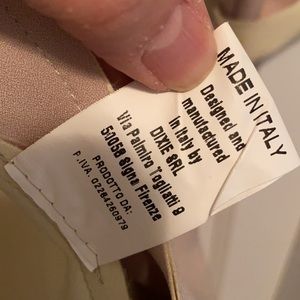 MADE IN ITALY
Designed and
manufactured
in Italy by
DIXIE SRL
Via Palmiro Togliatti 9
50058 Signa Firenze
PRODOTTO DA:
P.IVA. 02284260979